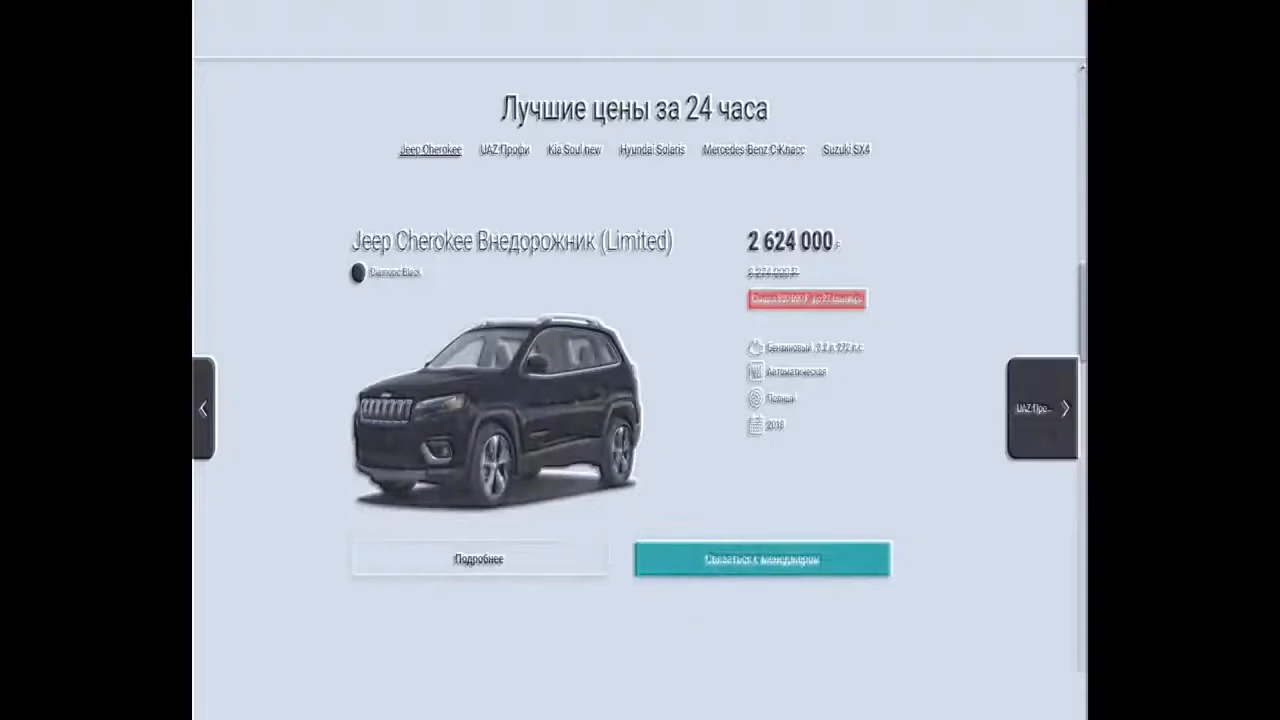 Лучшие цены за 24 часа
Jeep Cherokee UAZ Профи Kia Soul new Hyundai Solaris Mercedes-Benz C-Класс Suzuki SX4
Jeep Cherokee Внедорожник (Limited)
2 624 000 ₽
Diamond Black
Бензиновый
Автоматическая
Полный
UAZ Про...
2018
Подробнее
Связаться с менеджером